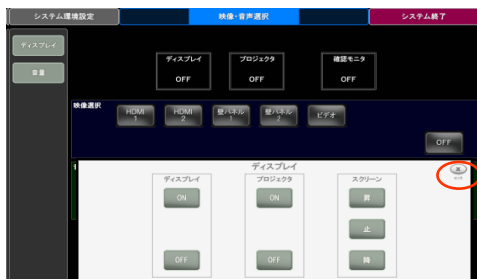 システム環境設定
映像・音声選択
システム終了
ディスプレイ
音量
ディスプレイ
OFF
プロジェクタ
OFF
確認モニタ
OFF
映像選択
HDMI
1
HDMI
2
壁パネル
1
壁パネル
2
ビデオ
OFF
ディスプレイ
ディスプレイ
プロジェクタ
スクリーン
ON
ON
昇
止
OFF
OFF
降